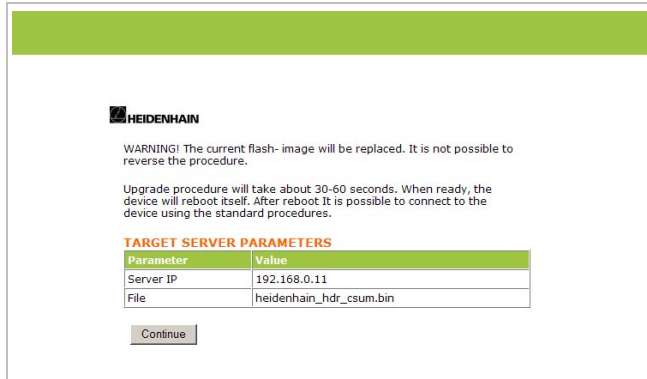 HEIDENHAIN
WARNING! The current flash- image will be replaced. It is not possible to
reverse the procedure.
Upgrade procedure will take about 30-60 seconds. When ready, the
device will reboot itself. After reboot It is possible to connect to the
device using the standard procedures.
TARGET SERVER PARAMETERS
Parameter Value
Server IP 192.168.0.11
File heidenhain_hdr_csum.bin
Continue